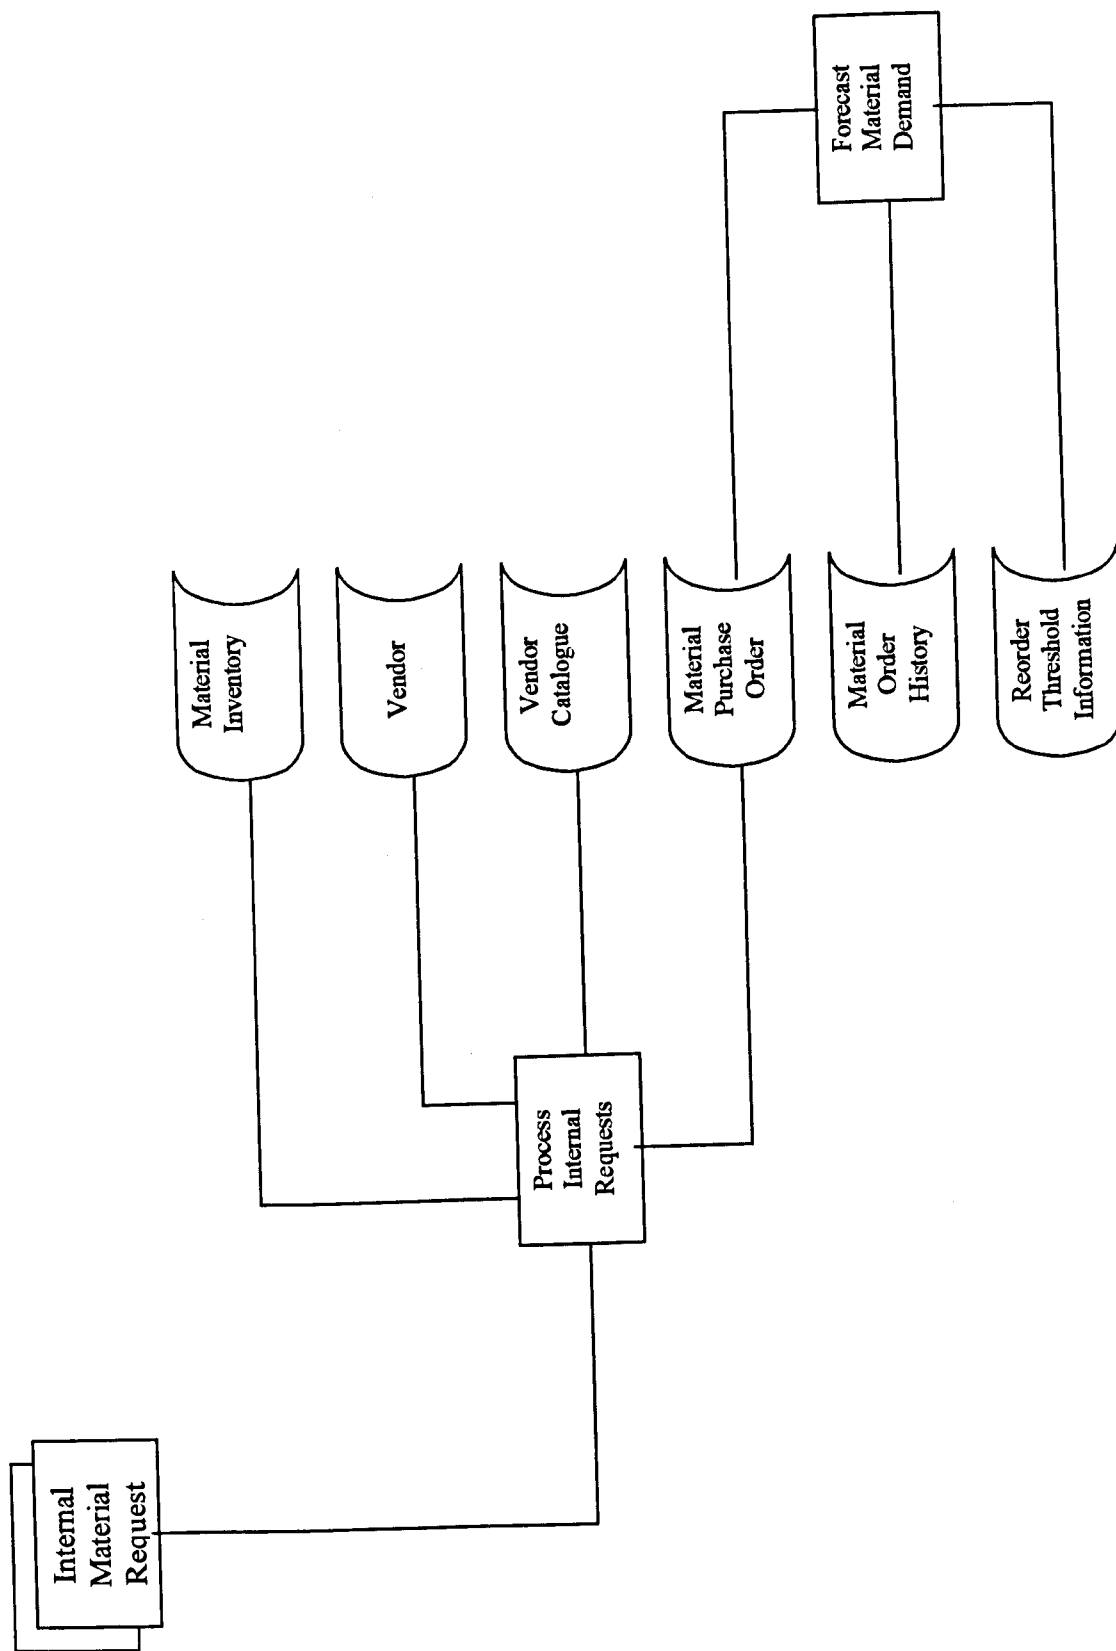 Internal
Material
Request
Process
Internal
Requests
Material
Inventory
Vendor
Vendor
Catalogue
Material
Purchase
Order
Material
Order
History
Reorder
Threshold
Information
Forecast
Material
Demand